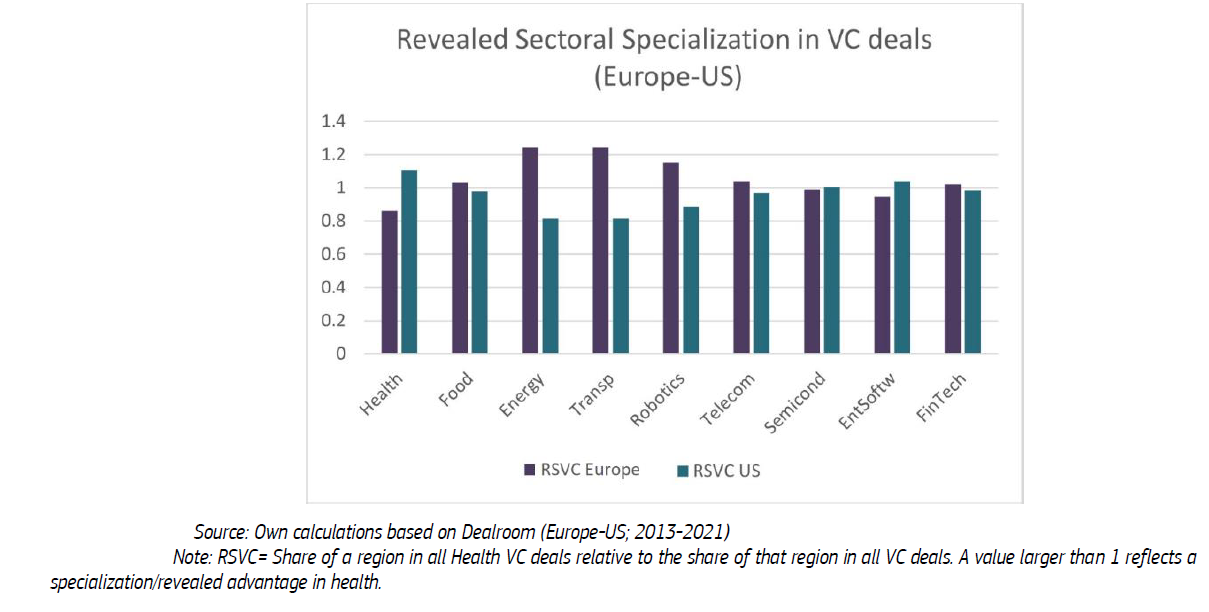 Revealed Sectoral Specialization in VC deals
(Europe-US)
1.4
1.2
1
0.8
0.6
0.4
0.2
0
Health
Food
Energy
Transp
Robotics
Telecom
Semicond
EntSoftw
FinTech
RSVC Europe
RSVC US
Source: Own calculations based on Dealroom (Europe-US; 2013-2021)
Note: RSVC= Share of a region in all Health VC deals relative to the share of that region in all VC deals. A value larger than 1 reflects a
specialization/revealed advantage in health.